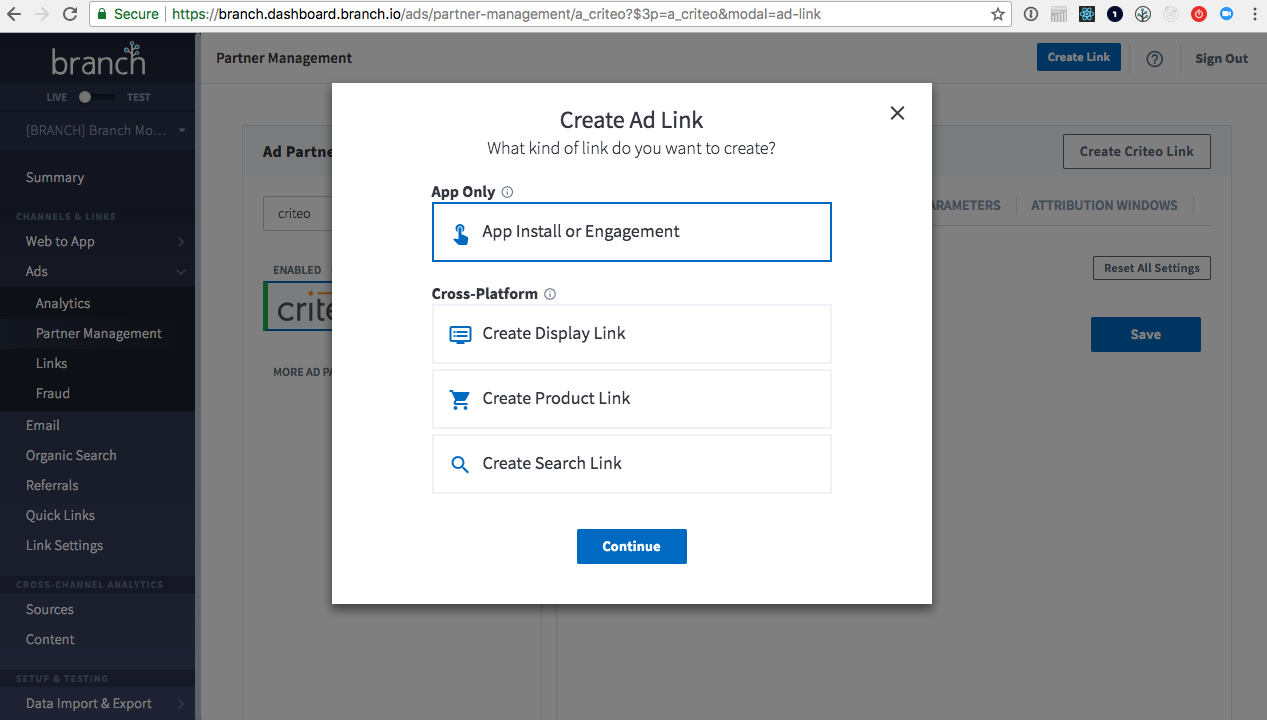 Secure https://branch.dashboard.branch.io/ads/partner-management/a_criteo?$3p=a_criteo&modal=ad-link
branch
LIVE TEST
[BRANCH] Branch Mo...
Summary
CHANNELS & LINKS
Web to App
Ads
Analytics
Partner Management
Links
Fraud
Email
Organic Search
Referrals
Quick Links
Link Settings
CROSS-CHANNEL ANALYTICS
Sources
Content
SETUP & TESTING
Data Import & Export
Partner Management
Create Link
Sign Out
Ad Partne
Create Criteo Link
criteo
ARAMETERS
ATTRIBUTION WINDOWS
ENABLED
crite
Reset All Settings
Save
MORE AD PA
Create Ad Link
What kind of link do you want to create?
App Only
App Install or Engagement
Cross-Platform
Create Display Link
Create Product Link
Create Search Link
Continue